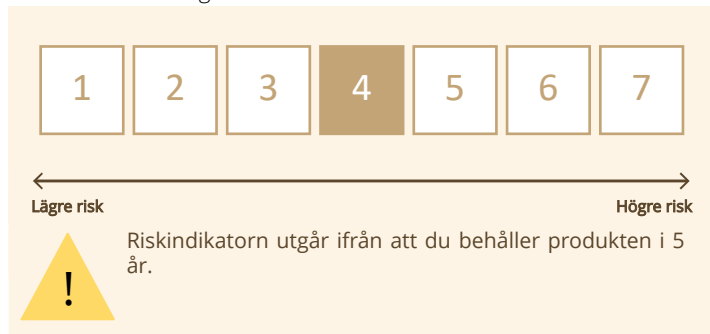 1 2 3 4 5 6 7
Lägre risk Högre risk
Riskindikatorn utgår ifrån att du behåller produkten i 5
år.
!